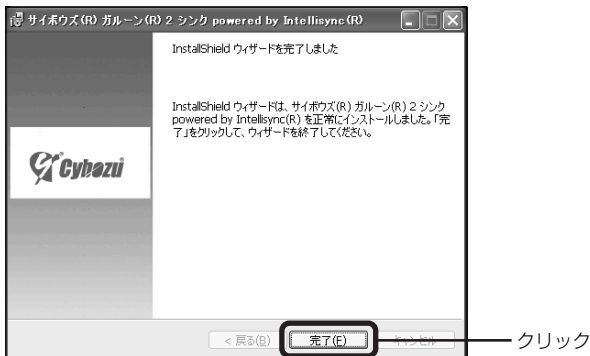 サイボウズ(R) ガルーン(R) 2 シンク powered by Intellisync(R)
InstallShield ウィザードを完了しました
InstallShield ウィザードは、サイボウズ(R) ガルーン(R) 2 シンク
powered by Intellisync(R) を正常にインストールしました。「完
了」をクリックして、ウィザードを終了してください。
Cybozu
< 戻る(B)
完了(F)
キャンセル
クリック